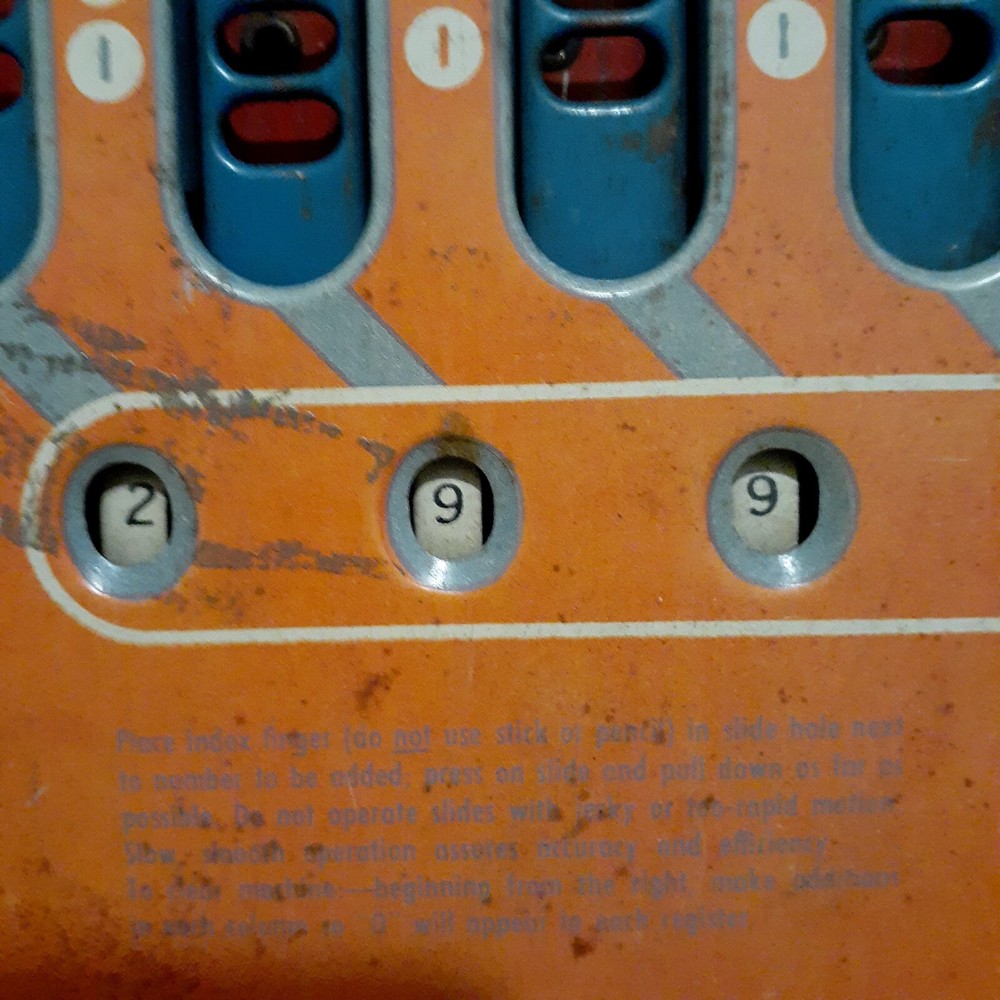 1 1 1
2 9 9
Place index finger (do not use stick or pencil) in slide hole next
to number to be added; press on slide and pull down as far as
possible. Do not operate slides with jerky or too-rapid motion.
Slow, smooth operation assures accuracy and efficiency.
To clear machine—beginning from the right, make additions
in each column so "0" will appear in each register.